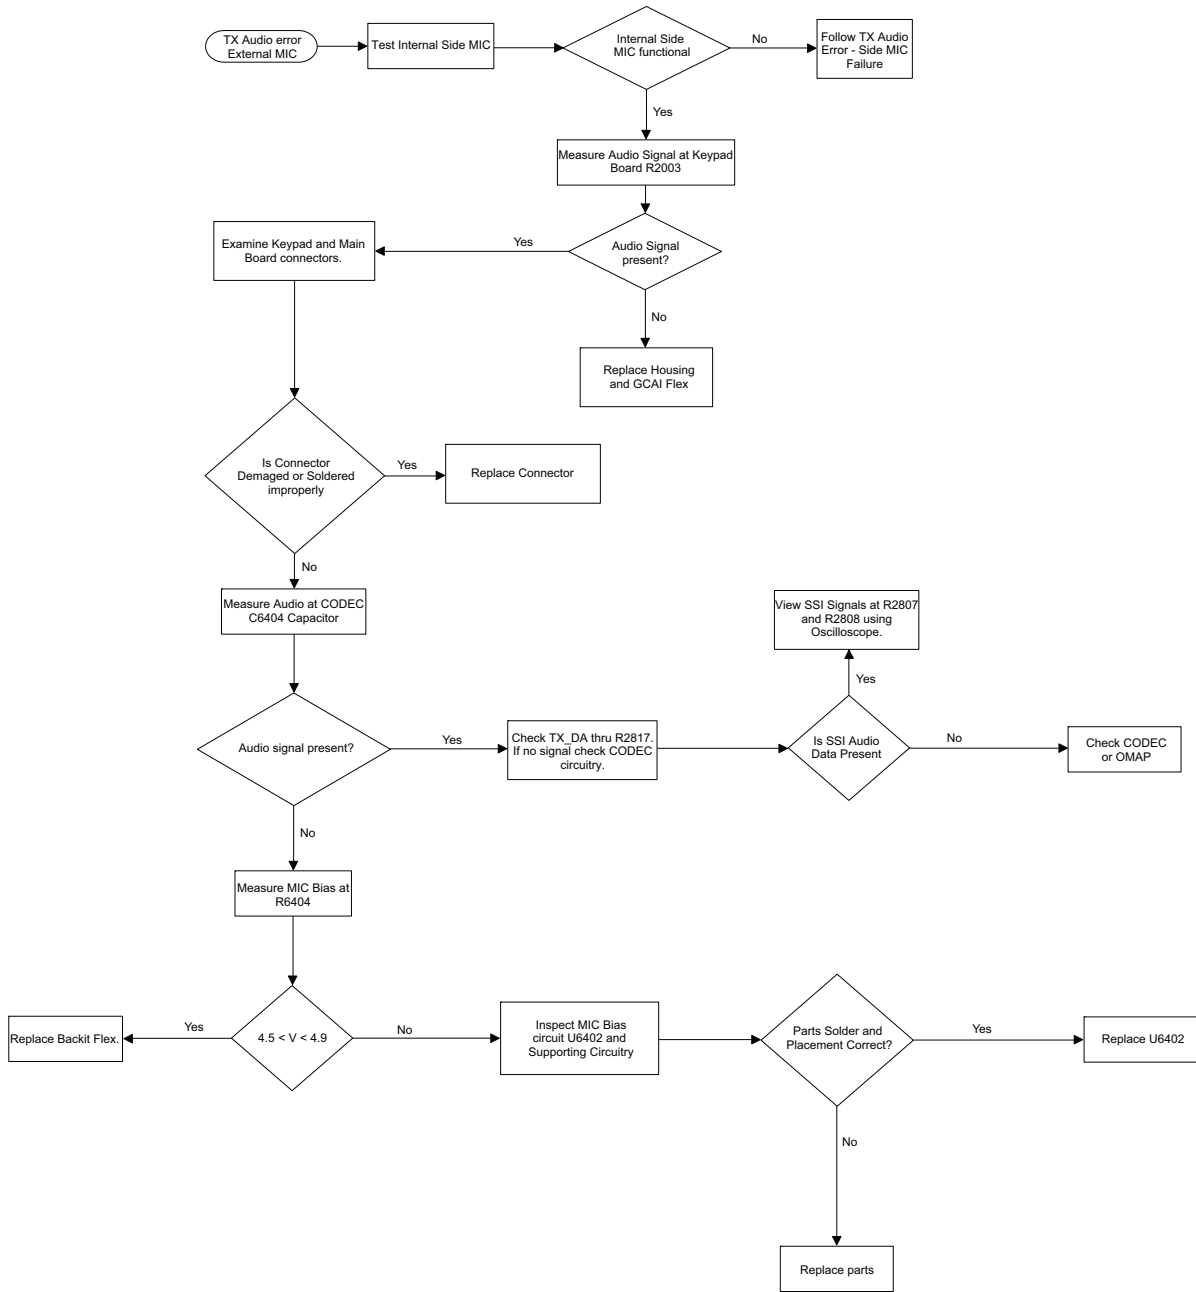 TX Audio error
External MIC
Test Internal Side MIC
Internal Side
MIC functional
No
Follow TX Audio
Error - Side MIC
Failure
Yes
Measure Audio Signal at Keypad
Board R2003
Audio Signal
present?
Yes
Examine Keypad and Main
Board connectors.
No
Replace Housing
and GCAI Flex
Is Connector
Demaged or Soldered
improperly
Yes
Replace Connector
No
Measure Audio at CODEC
C6404 Capacitor
View SSI Signals at R2807
and R2808 using
Oscilloscope.
Yes
Audio signal present?
Yes
Check TX_DA thru R2817.
If no signal check CODEC
circuitry.
Is SSI Audio
Data Present
No
Check CODEC
or OMAP
No
Measure MIC Bias at
R6404
Replace Backit Flex.
Yes
4.5 < V < 4.9
No
Inspect MIC Bias
circuit U6402 and
Supporting Circuitry
Parts Solder and
Placement Correct?
Yes
Replace U6402
No
Replace parts